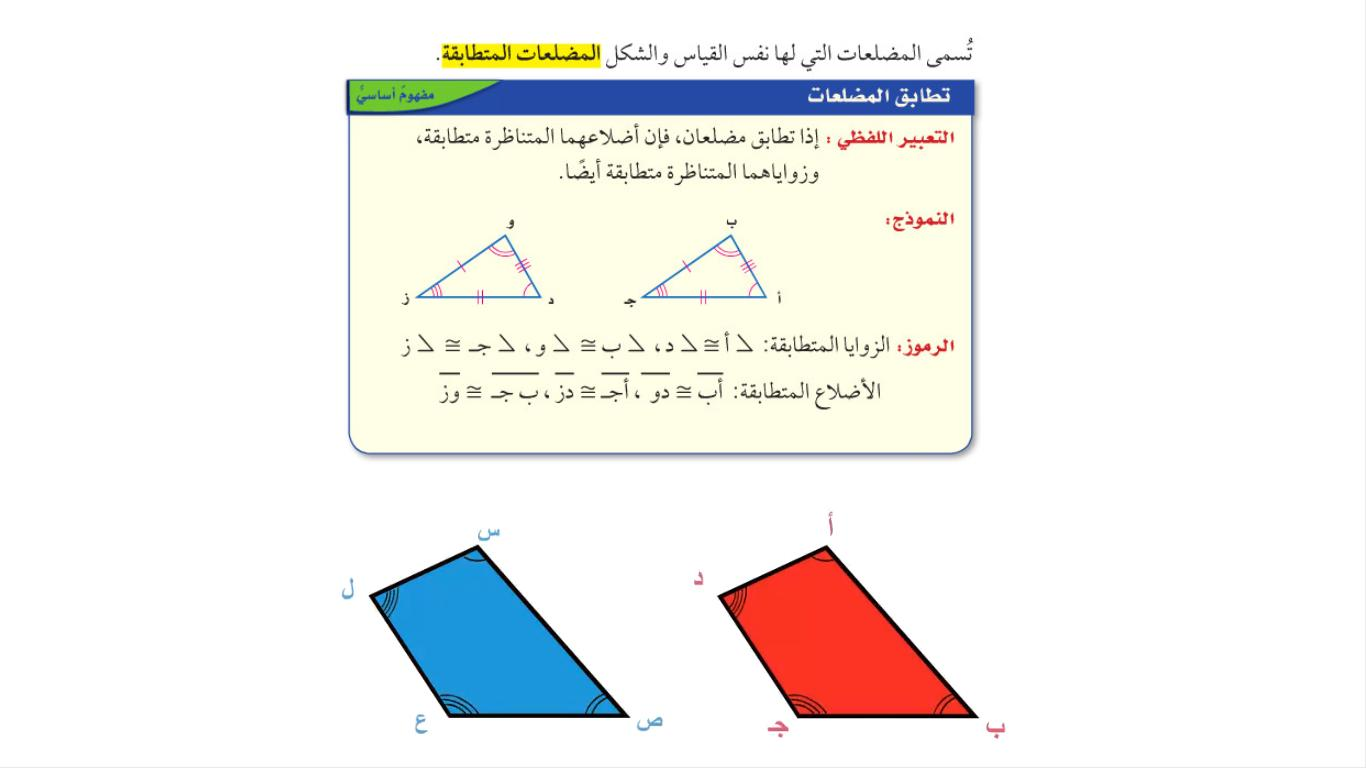 تُسمى المضلعات التي لها نفس القياس والشكل المضلعات المتطابقة.
تطابق المضلعات
مفهومٌ أساسيٌّ
التعبير اللفظي : إذا تطابق مضلعان، فإن أضلاعهما المتناظرة متطابقة،
وزواياهما المتناظرة متطابقة أيضًا.
النموذج:
ب
أ
جـ
و
د
ز
الرموز: الزوايا المتطابقة: ∠ أ ≅ ∠ د، ∠ ب ≅ ∠ و، ∠ جـ ≅ ∠ ز
الأضلاع المتطابقة: أب ≅ دو، أجـ ≅ دز، ب جـ ≅ وز
أ
د
ب
جـ
س
ل
ص
ع